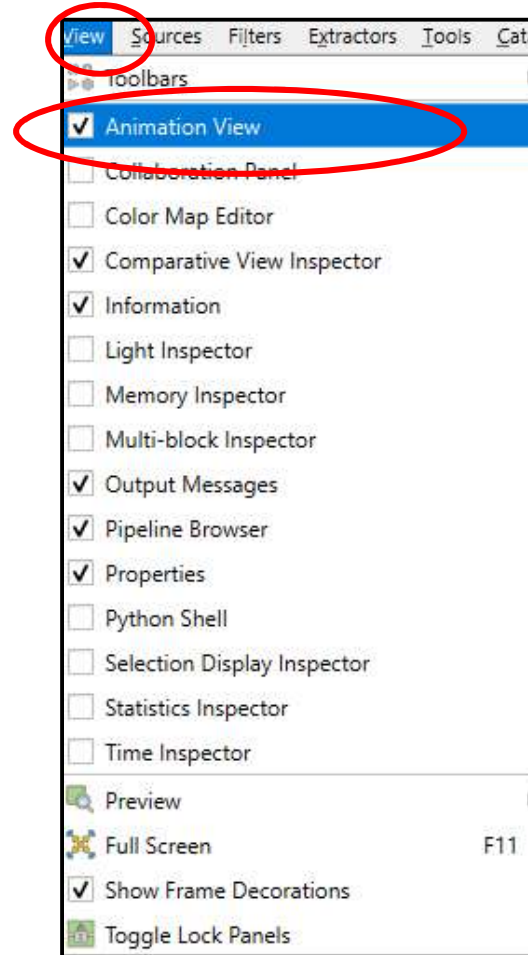 View Sources Filters Extractors Tools Cat
Toolbars
Animation View
Collaboration Panel
Color Map Editor
Comparative View Inspector
Information
Light Inspector
Memory Inspector
Multi-block Inspector
Output Messages
Pipeline Browser
Properties
Python Shell
Selection Display Inspector
Statistics Inspector
Time Inspector
Preview
Full Screen F11
Show Frame Decorations
Toggle Lock Panels